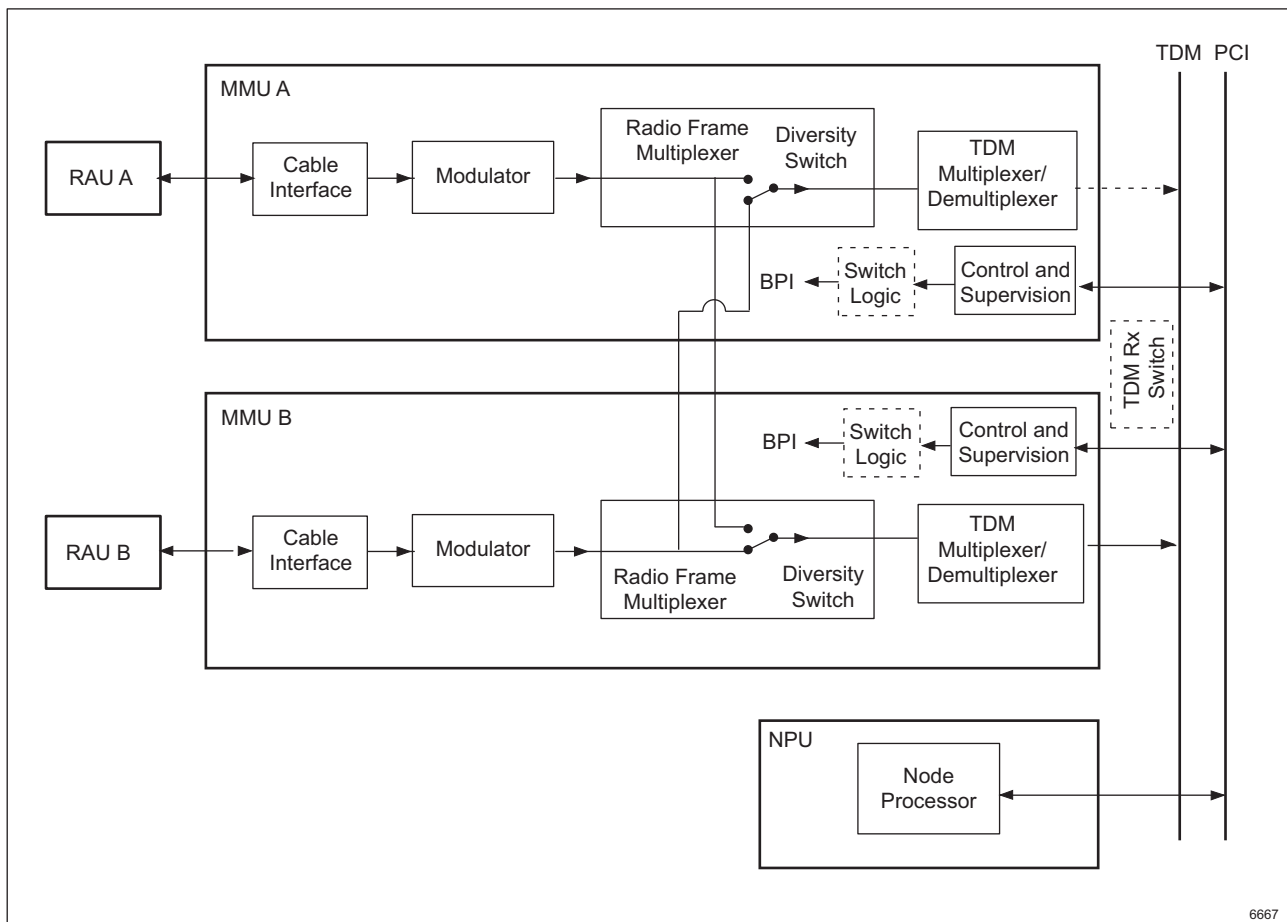 TDM PCI
MMU A
RAU A
Cable
Interface
Modulator
Radio Frame
Multiplexer
Diversity
Switch
TDM
Multiplexer/
Demultiplexer
BPI
Switch
Logic
Control and
Supervision
TDM Rx
Switch
MMU B
BPI
Switch
Logic
Control and
Supervision
RAU B
Cable
Interface
Modulator
Radio Frame
Multiplexer
Diversity
Switch
TDM
Multiplexer/
Demultiplexer
NPU
Node
Processor
6667